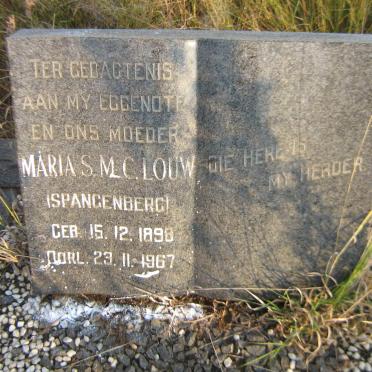 TER GEDAGTENIS
AAN MY EGGENOTE
EN ONS MOEDER
MARIA S. M. C. LOUW
(SPANGENBERG)
GEB. 15. 12. 1898
OORL. 23. 11. 1967
DIE HERE IS
MY HERDER